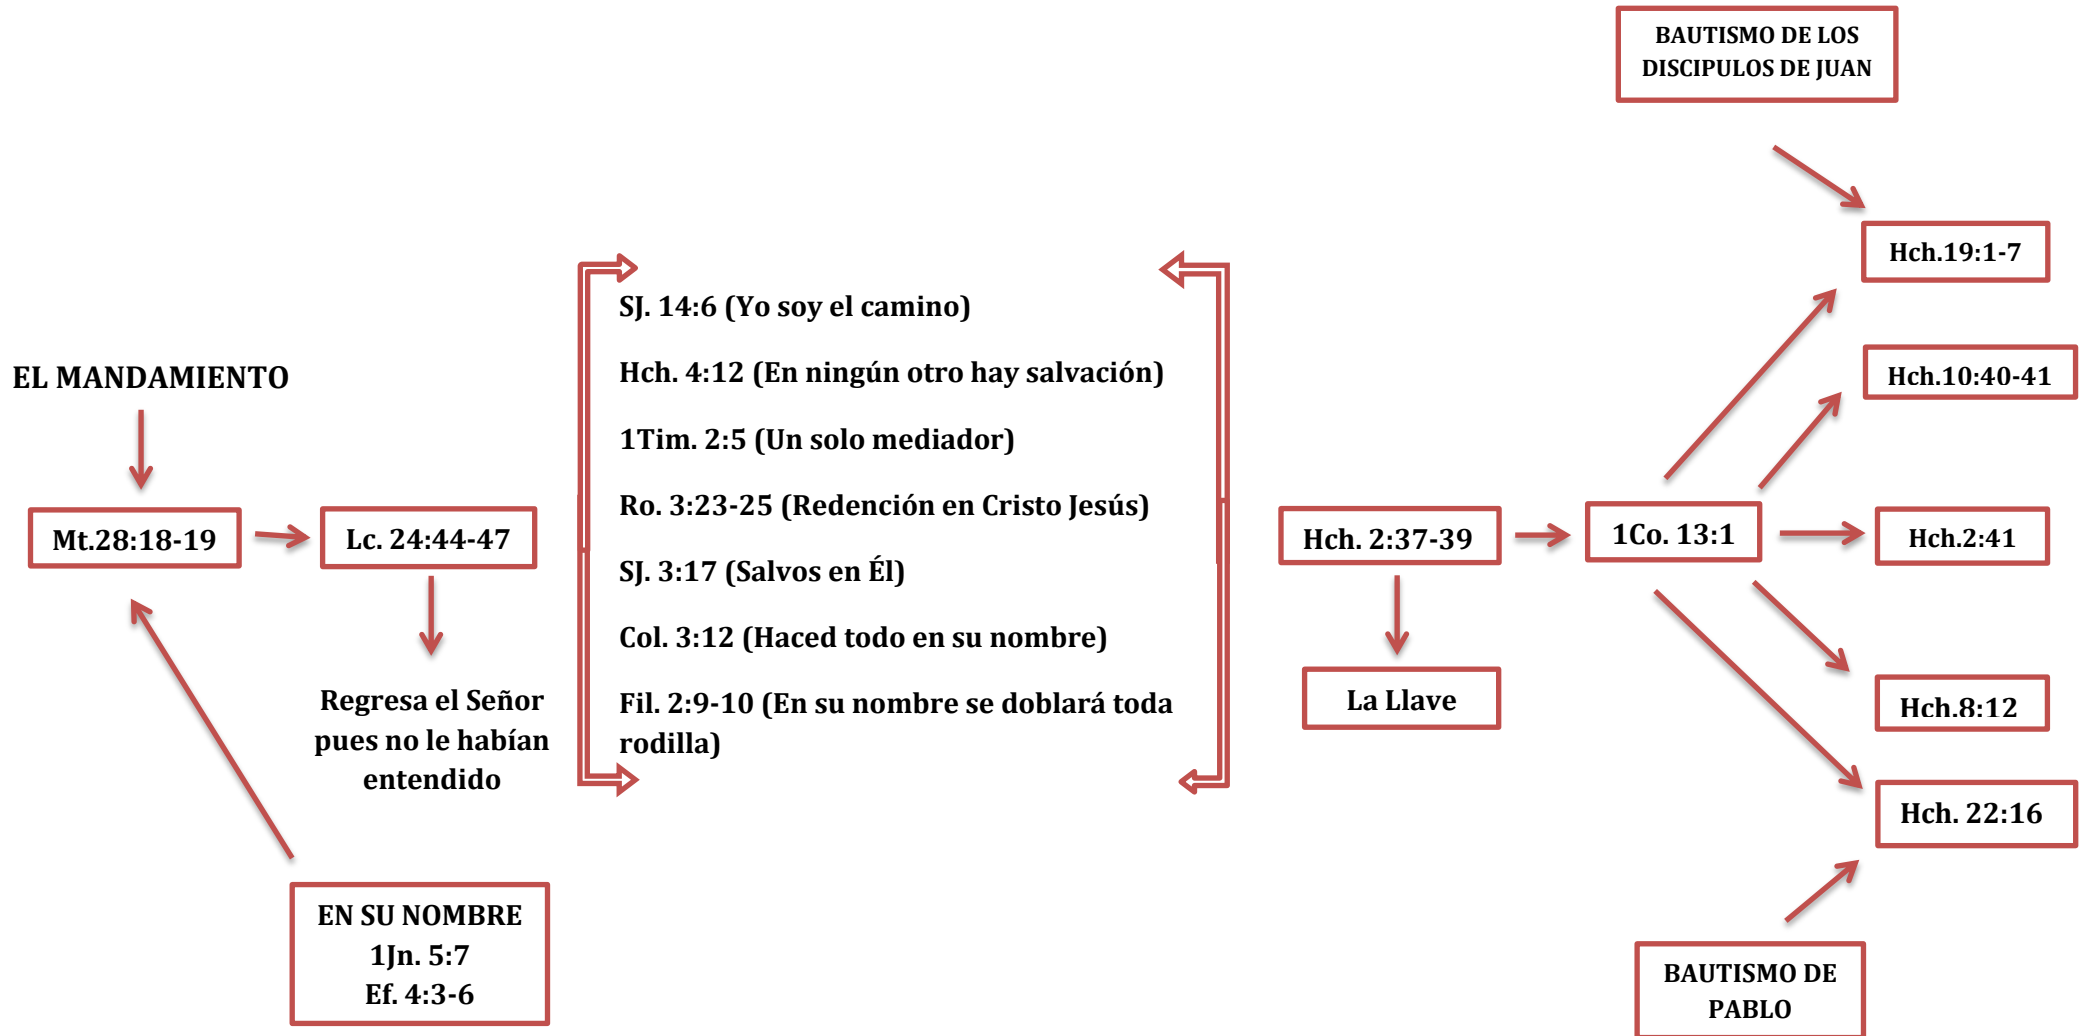 BAUTISMO DE LOS
DISCIPULOS DE JUAN
EL MANDAMIENTO
Mt.28:18-19
Lc. 24:44-47
Regresa el Señor
pues no le habían
entendido
EN SU NOMBRE
1Jn. 5:7
Ef. 4:3-6
SJ. 14:6 (Yo soy el camino)
Hch. 4:12 (En ningún otro hay salvación)
1Tim. 2:5 (Un solo mediador)
Ro. 3:23-25 (Redención en Cristo Jesús)
SJ. 3:17 (Salvos en Él)
Col. 3:12 (Haced todo en su nombre)
Fil. 2:9-10 (En su nombre se doblará toda
rodilla)
Hch. 2:37-39
La Llave
1Co. 13:1
Hch.19:1-7
Hch.10:40-41
Hch.2:41
Hch.8:12
Hch. 22:16
BAUTISMO DE
PABLO